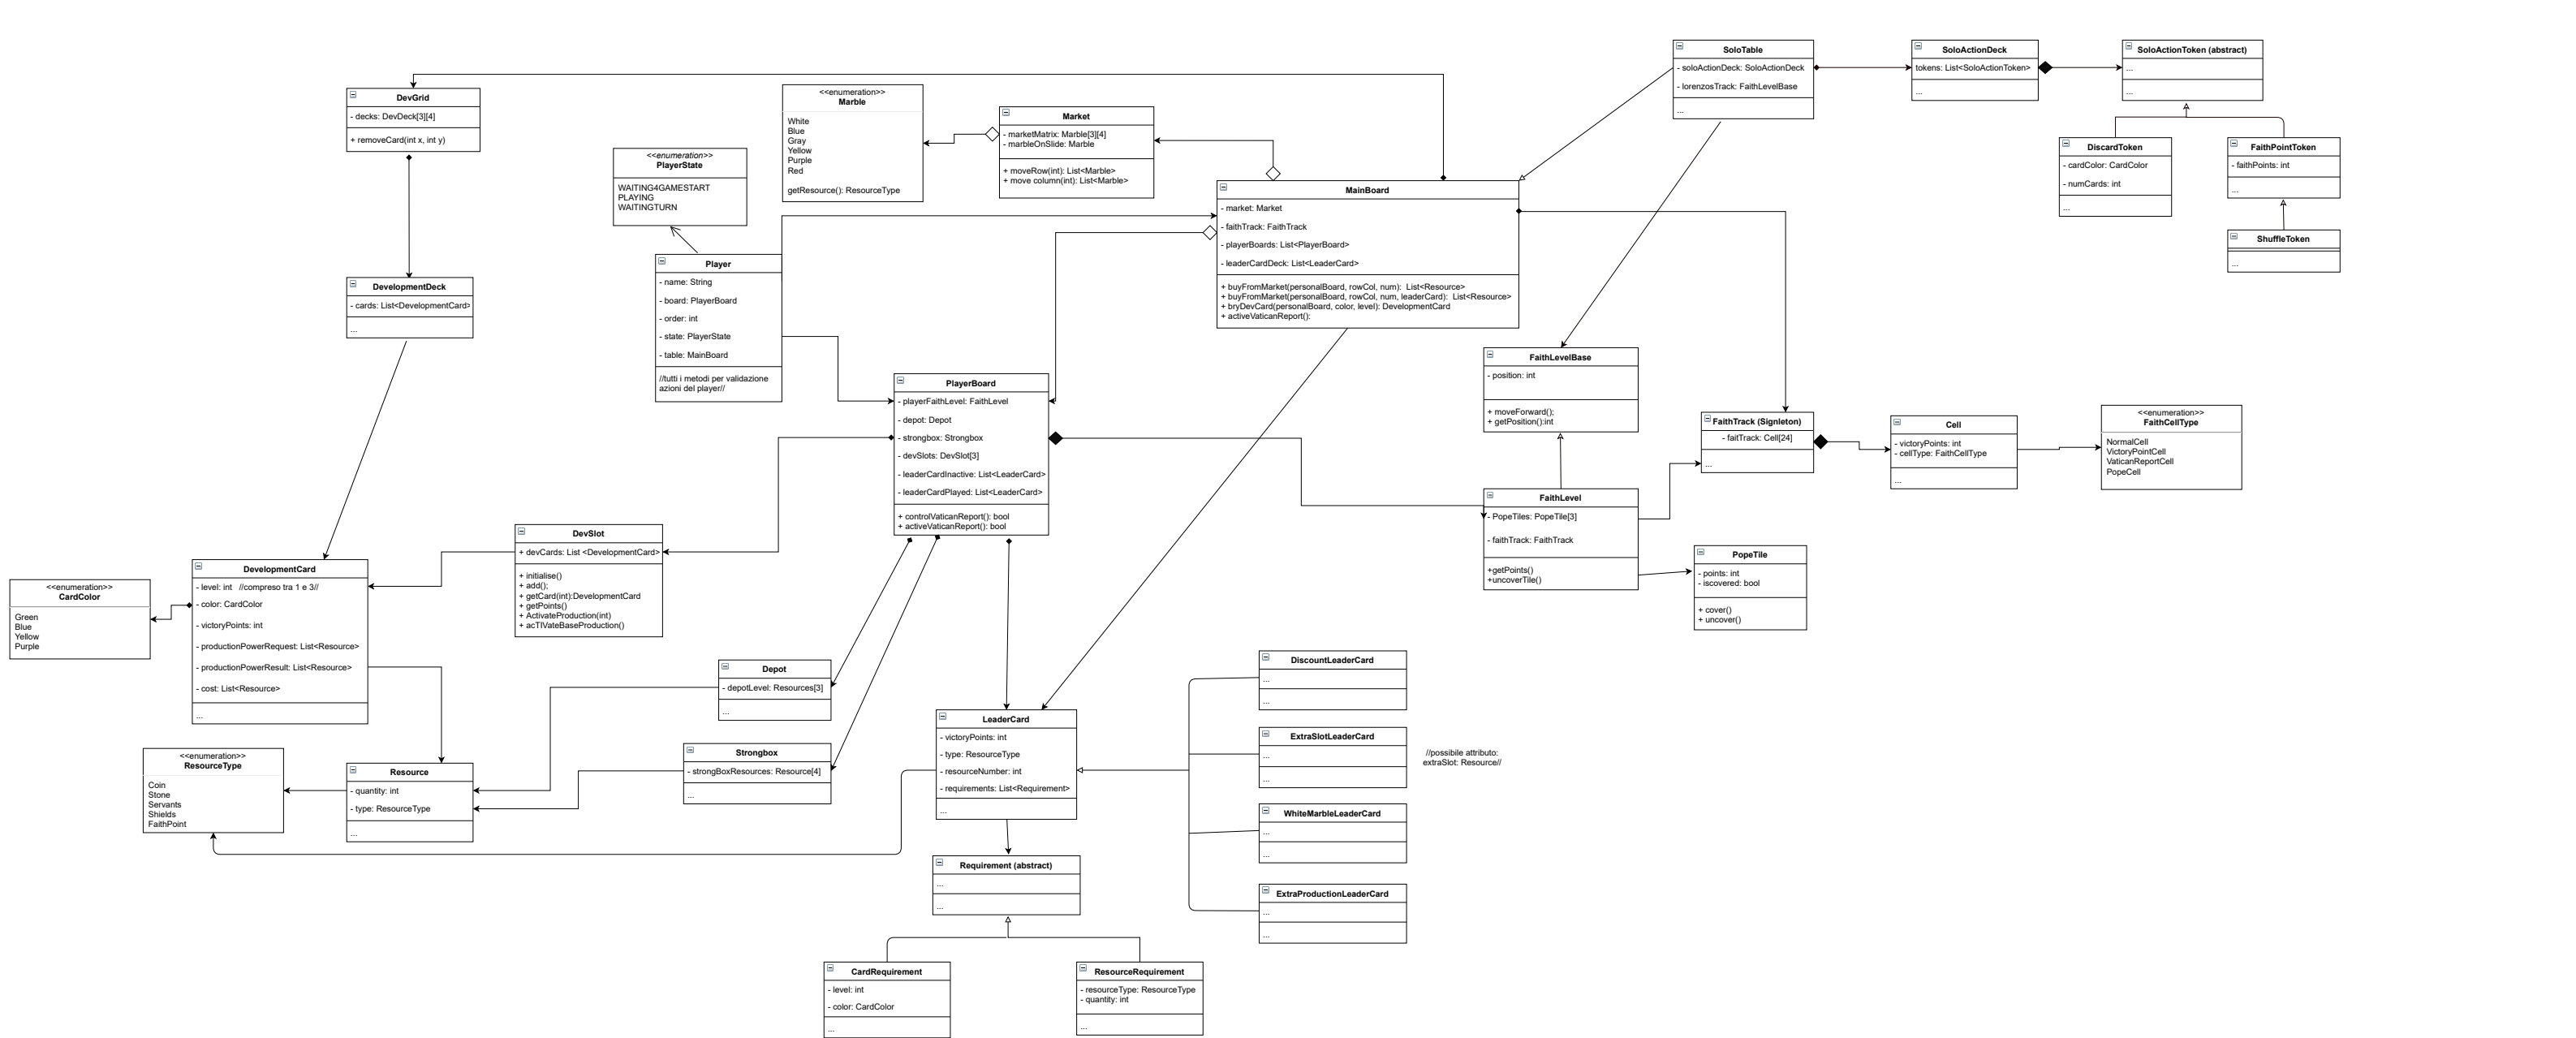 SoloTable
- soloActionDeck: SoloActionDeck
- lorenzosTrack: FaithLevelBase
...
SoloActionDeck
tokens: List<SoloActionToken>
...
SoloActionToken (abstract)
...
...
DiscardToken
- cardColor: CardColor
- numCards: int
...
FaithPointToken
- faithPoints: int
...
ShuffleToken
...
DevGrid
- decks: DevDeck[3][4]
+ removeCard(int x, int y)
<<enumeration>>
Marble
White
Blue
Gray
Yellow
Purple
Red
getResource(): ResourceType
Market
- marketMatrix: Marble[3][4]
- marbleOnSlide: Marble
+ moveRow(int): List<Marble>
+ move column(int): List<Marble>
<<enumeration>>
PlayerState
WAITING4GAMESTART
PLAYING
WAITINGTURN
MainBoard
- market: Market
- faithTrack: FaithTrack
- playerBoards: List<PlayerBoard>
- leaderCardDeck: List<LeaderCard>
+ buyFromMarket(personalBoard, rowCol, num): List<Resource>
+ buyFromMarket(personalBoard, rowCol, num, leaderCard): List<Resource>
+ bryDevCard(personalBoard, color, level): DevelopmentCard
+ activeVaticanReport():
Player
- name: String
- board: PlayerBoard
- order: int
- state: PlayerState
- table: MainBoard
//tutti i metodi per validazione
azioni del player//
DevelopmentDeck
- cards: List<DevelopmentCard>
...
PlayerBoard
- playerFaithLevel: FaithLevel
- depot: Depot
- strongbox: Strongbox
- devSlots: DevSlot[3]
- leaderCardInactive: List<LeaderCard>
- leaderCardPlayed: List<LeaderCard>
+ controlVaticanReport(): bool
+ activeVaticanReport(): bool
FaithLevelBase
- position: int
+ moveForward();
+ getPosition():int
FaithTrack (Signleton)
- faitTrack: Cell[24]
...
Cell
- victoryPoints: int
- cellType: FaithCellType
...
<<enumeration>>
FaithCellType
NormalCell
VictoryPointCell
VaticanReportCell
PopeCell
FaithLevel
- PopeTiles: PopeTile[3]
- faithTrack: FaithTrack
+getPoints()
+uncoverTile()
PopeTile
- points: int
- iscovered: bool
+ cover()
+ uncover()
DevSlot
+ devCards: List <DevelopmentCard>
+ initialise()
+ add();
+ getCard(int):DevelopmentCard
+ getPoints()
+ ActivateProduction(int)
+ acTIVateBaseProduction()
DevelopmentCard
- level: int //compreso tra 1 e 3//
- color: CardColor
- victoryPoints: int
- productionPowerRequest: List<Resource>
- productionPowerResult: List<Resource>
- cost: List<Resource>
...
<<enumeration>>
CardColor
Green
Blue
Yellow
Purple
Depot
- depotLevel: Resources[3]
...
Strongbox
- strongBoxResources: Resource[4]
...
<<enumeration>>
ResourceType
Coin
Stone
Servants
Shields
FaithPoint
Resource
- quantity: int
- type: ResourceType
...
LeaderCard
- victoryPoints: int
- type: ResourceType
- resourceNumber: int
- requirements: List<Requirement>
...
DiscountLeaderCard
...
...
ExtraSlotLeaderCard
...
...
//possibile attributo:
extraSlot: Resource//
WhiteMarbleLeaderCard
...
...
ExtraProductionLeaderCard
...
...
Requirement (abstract)
...
...
CardRequirement
- level: int
- color: CardColor
...
ResourceRequirement
- resourceType: ResourceType
- quantity: int
...